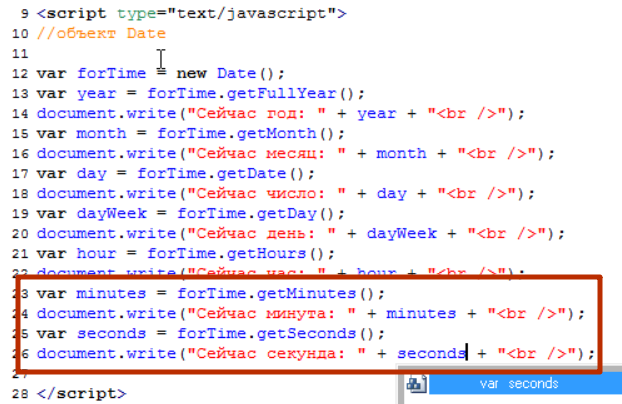 9 <script type="text/javascript">
10 //объект Date
11
12 var forTime = new Date();
13 var year = forTime.getFullYear();
14 document.write("Сейчас год: " + year + "<br />");
15 var month = forTime.getMonth();
16 document.write("Сейчас месяц: " + month + "<br />");
17 var day = forTime.getDate();
18 document.write("Сейчас число: " + day + "<br />");
19 var dayWeek = forTime.getDay();
20 document.write("Сейчас день: " + dayWeek + "<br />");
21 var hour = forTime.getHours();
22 document.write("Сейчас час: " + hour + "<br />");
23 var minutes = forTime.getMinutes();
24 document.write("Сейчас минута: " + minutes + "<br />");
25 var seconds = forTime.getSeconds();
26 document.write("Сейчас секунда: " + seconds + "<br />");
27
var seconds
28 </script>